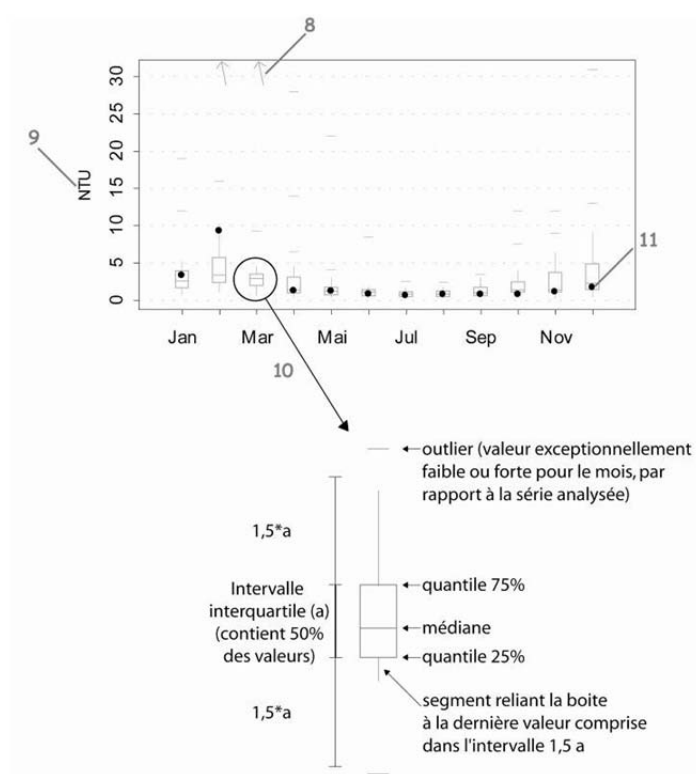 8
30
25
20
15
10
5
0
9
NTU
11
Jan
Mar
Mai
Jul
Sep
Nov
10
outlier (valeur exceptionnellement
faible ou forte pour le mois, par
rapport à la série analysée)
1,5*a
quantile 75%
Intervalle
interquartile (a)
(contient 50%
des valeurs)
médiane
quantile 25%
1,5*a
segment reliant la boite
à la dernière valeur comprise
dans l'intervalle 1,5 a